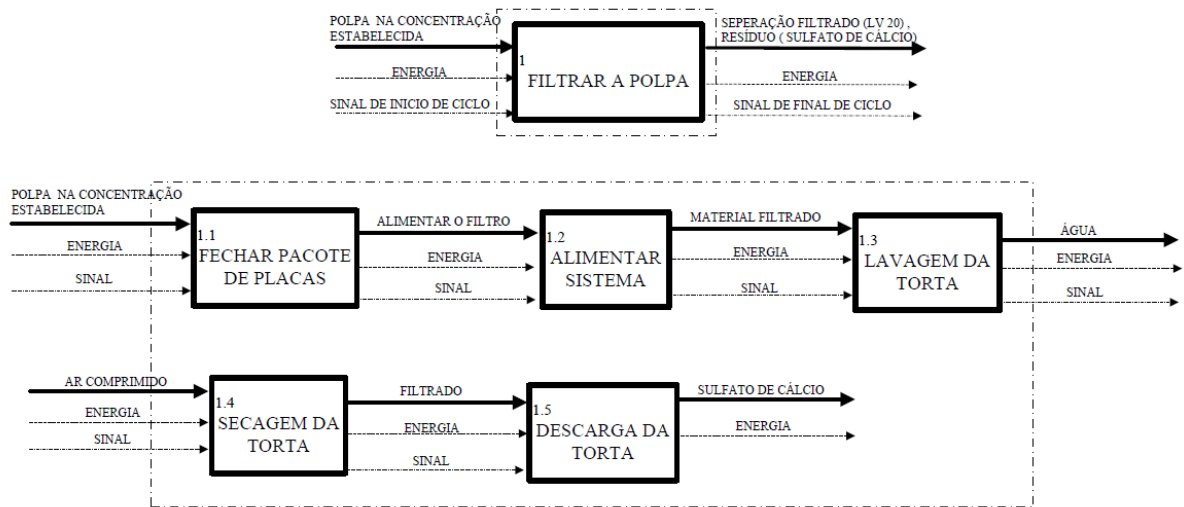 POLPA NA CONCENTRAÇÃO
ESTABELECIDA
ENERGIA
SINAL DE INICIO DE CICLO
1
FILTRAR A POLPA
SEPERAÇÃO FILTRADO (LV 20) ,
RESÍDUO ( SULFATO DE CÁLCIO)
ENERGIA
SINAL DE FINAL DE CICLO
POLPA NA CONCENTRAÇÃO
ESTABELECIDA
ENERGIA
SINAL
1.1
FECHAR PACOTE
DE PLACAS
ALIMENTAR O FILTRO
ENERGIA
SINAL
1.2
ALIMENTAR
SISTEMA
MATERIAL FILTRADO
ENERGIA
SINAL
1.3
LAVAGEM DA
TORTA
ÁGUA
ENERGIA
SINAL
AR COMPRIMIDO
ENERGIA
SINAL
1.4
SECAGEM DA
TORTA
FILTRADO
ENERGIA
SINAL
1.5
DESCARGA DA
TORTA
SULFATO DE CÁLCIO
ENERGIA